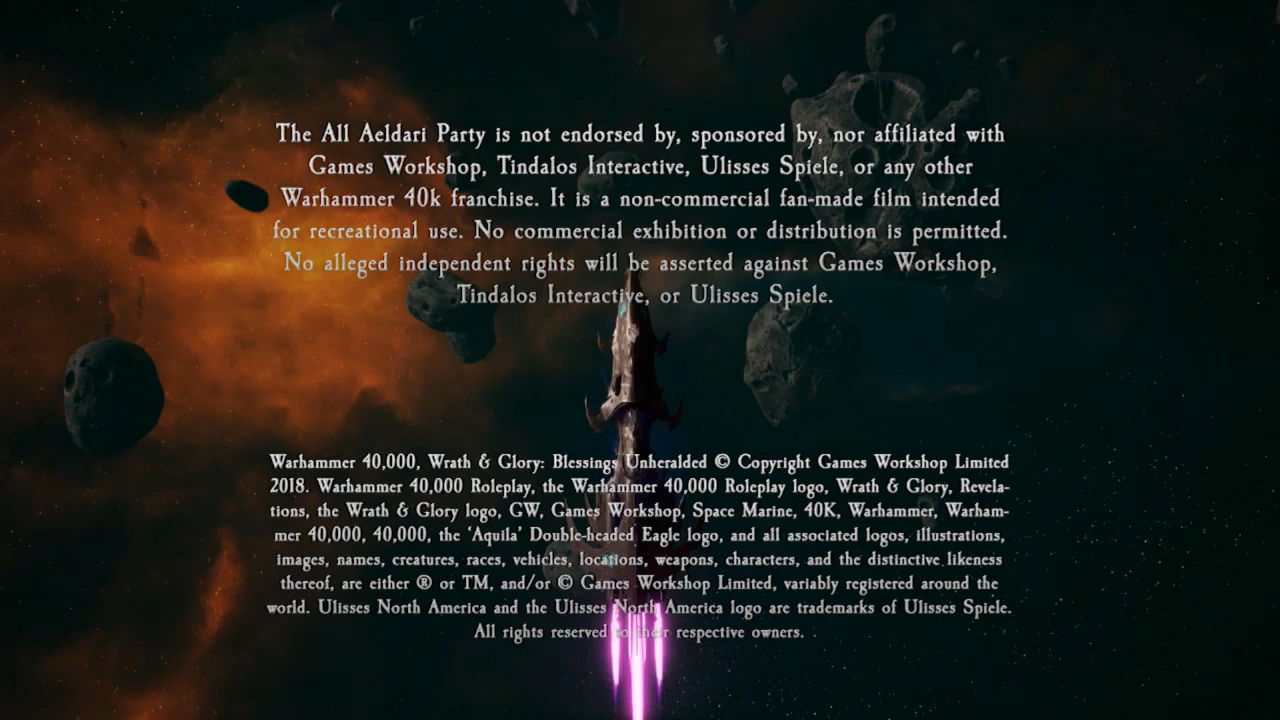 The All Aeldari Party is not endorsed by, sponsored by, nor affiliated with
Games Workshop, Tindalos Interactive, Ulisses Spiele, or any other
Warhammer 40k franchise. It is a non-commercial fan-made film intended
for recreational use. No commercial exhibition or distribution is permitted.
No alleged independent rights will be asserted against Games Workshop,
Tindalos Interactive, or Ulisses Spiele.
Warhammer 40,000, Wrath & Glory: Blessings Unheralded © Copyright Games Workshop Limited
2018. Warhammer 40,000 Roleplay, the Warhammer 40,000 Roleplay logo, Wrath & Glory, Revela-
tions, the Wrath & Glory logo, GW, Games Workshop, Space Marine, 40K, Warhammer, Warham-
mer 40,000, 40,000, the ‘Aquila’ Double-headed Eagle logo, and all associated logos, illustrations,
images, names, creatures, races, vehicles, locations, weapons, characters, and the distinctive likeness
thereof, are either ® or TM, and/or © Games Workshop Limited, variably registered around the
world. Ulisses North America and the Ulisses North America logo are trademarks of Ulisses Spiele.
All rights reserved to their respective owners.